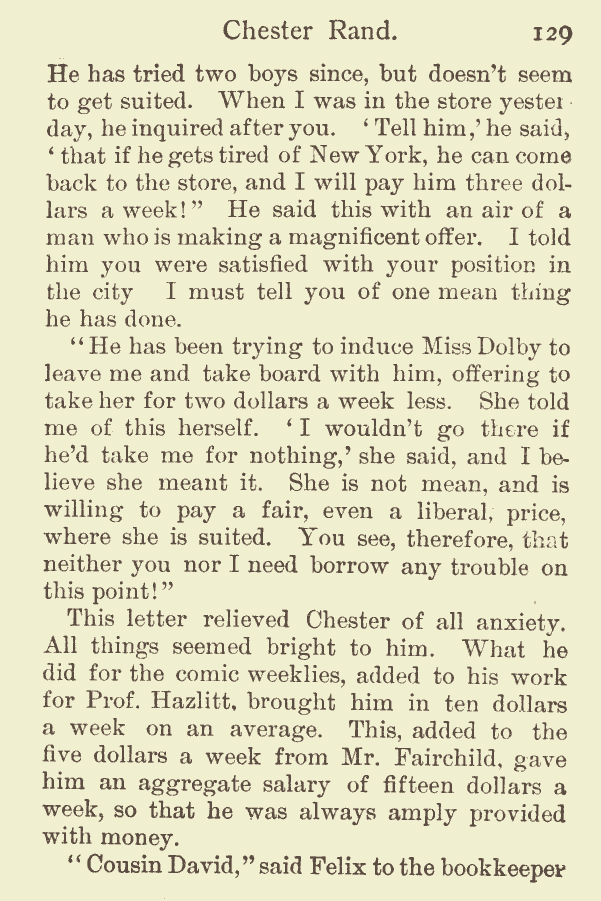 Chester Rand. 129
He has tried two boys since, but doesn't seem
to get suited. When I was in the store yester-
day, he inquired after you. ‘Tell him,’ he said,
‘that if he gets tired of New York, he can come
back to the store, and I will pay him three dol-
lars a week!” He said this with an air of a
man who is making a magnificent offer. I told
him you were satisfied with your position in
the city I must tell you of one mean thing
he has done.
“He has been trying to induce Miss Dolby to
leave me and take board with him, offering to
take her for two dollars a week less. She told
me of this herself. ‘I wouldn't go there if
he'd take me for nothing,’ she said, and I be-
lieve she meant it. She is not mean, and is
willing to pay a fair, even a liberal, price,
where she is suited. You see, therefore, that
neither you nor I need borrow any trouble on
this point!”
This letter relieved Chester of all anxiety.
All things seemed bright to him. What he
did for the comic weeklies, added to his work
for Prof. Hazlitt, brought him in ten dollars
a week on an average. This, added to the
five dollars a week from Mr. Fairchild, gave
him an aggregate salary of fifteen dollars a
week, so that he was always amply provided
with money.
“Cousin David,” said Felix to the bookkeeper